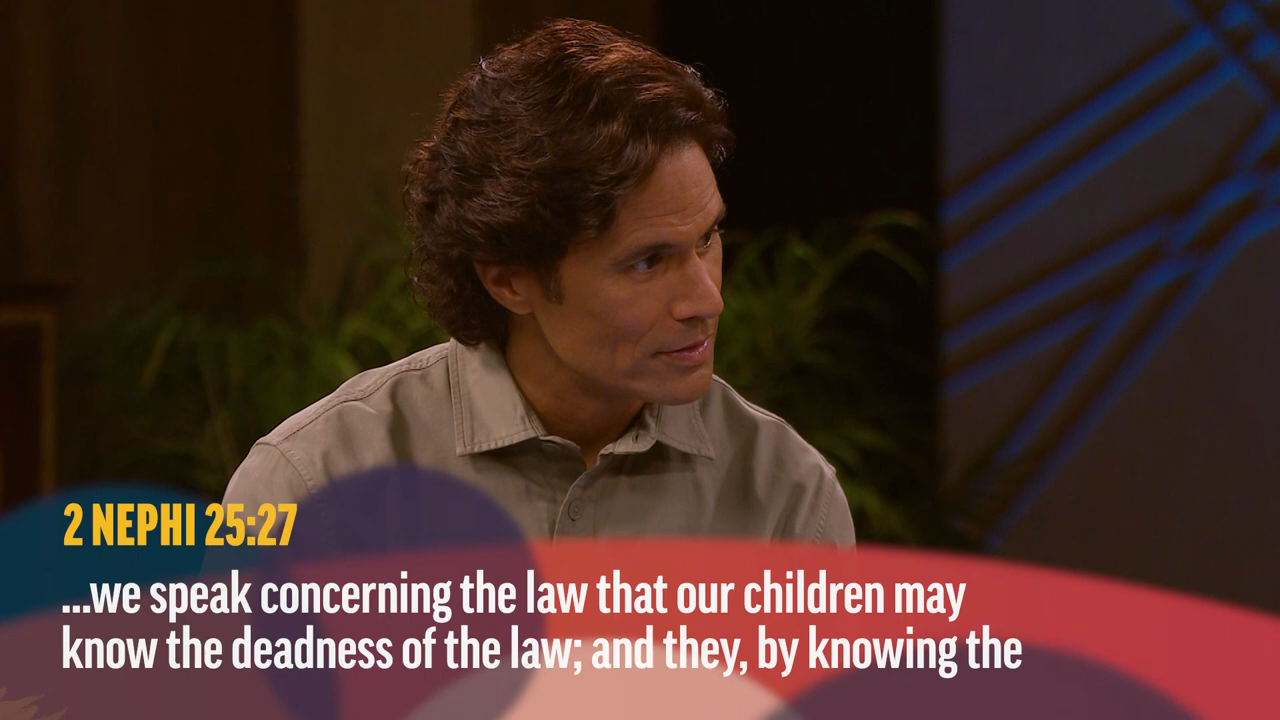 2 NEPHI 25:27
...we speak concerning the law that our children may
know the deadness of the law; and they, by knowing the